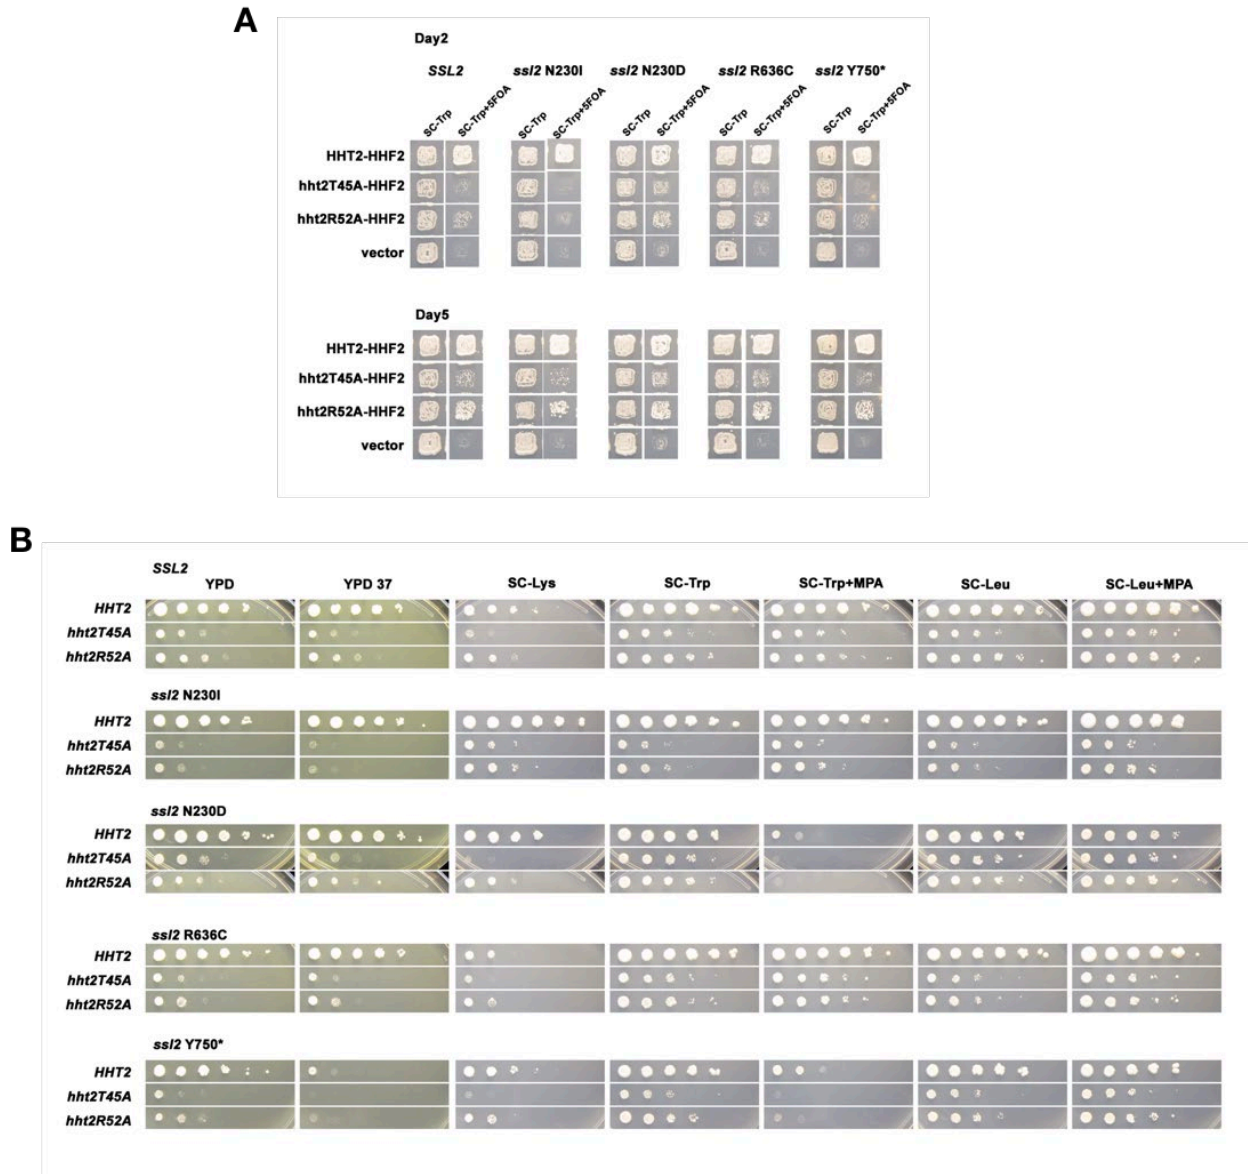 A
Day2
SSL2 ssl2 N230I ssl2 N230D ssl2 R636C ssl2 Y750*
SC-Trp SC-Trp+5FOA SC-Trp SC-Trp+5FOA SC-Trp SC-Trp+5FOA SC-Trp SC-Trp+5FOA SC-Trp SC-Trp+5FOA
HHT2-HHF2
hht2T45A-HHF2
hht2R52A-HHF2
vector
Day5
HHT2-HHF2
hht2T45A-HHF2
hht2R52A-HHF2
vector
B
SSL2
YPD YPD 37 SC-Lys SC-Trp SC-Trp+MPA SC-Leu SC-Leu+MPA
HHT2
hht2T45A
hht2R52A
ssl2 N230I
HHT2
hht2T45A
hht2R52A
ssl2 N230D
HHT2
hht2T45A
hht2R52A
ssl2 R636C
HHT2
hht2T45A
hht2R52A
ssl2 Y750*
HHT2
hht2T45A
hht2R52A